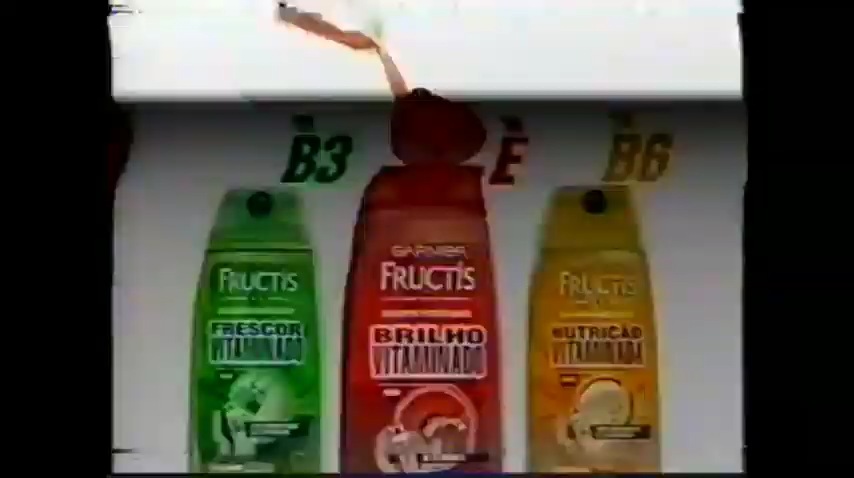 B3
E
B6
FRUCTIS
FRESCOR
VITAMINADO
GARNIER
FRUCTIS
BRILHO
VITAMINADO
FRUCTIS
NUTRIÇÃO
VITAMINADA